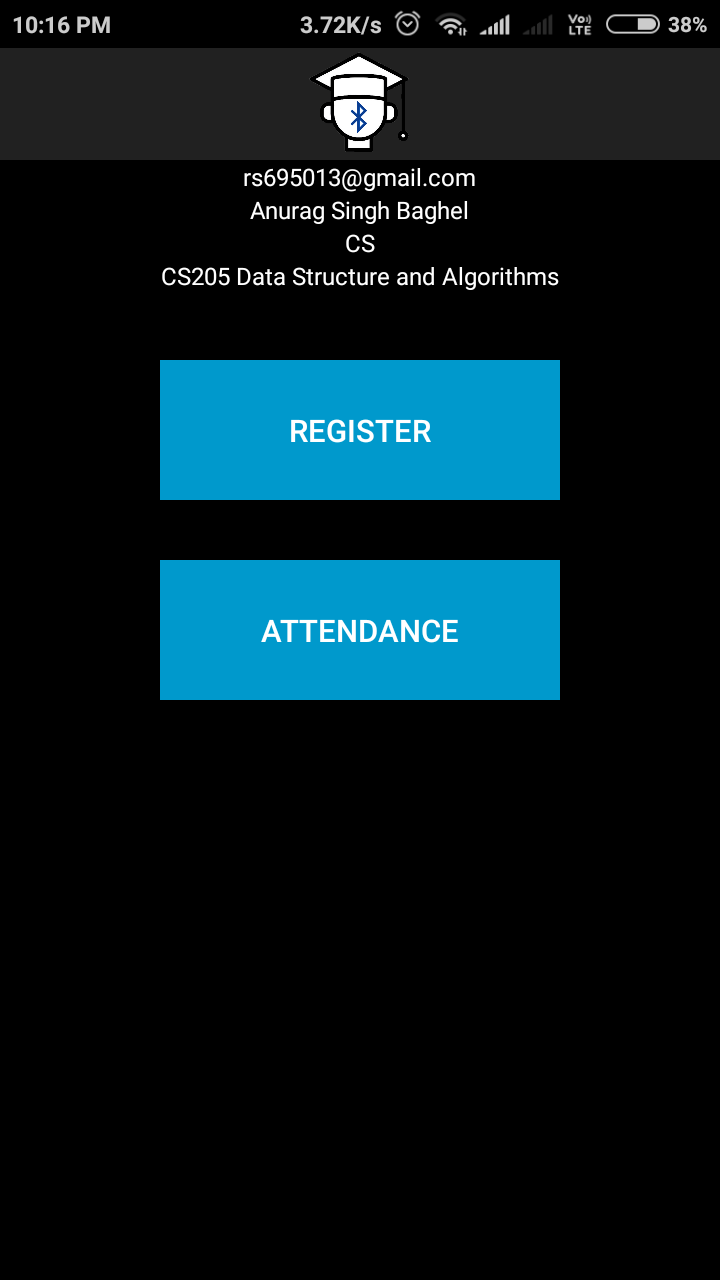 10:16 PM 3.72K/s Vo LTE 38%
rs695013@gmail.com
Anurag Singh Baghel
CS
CS205 Data Structure and Algorithms
REGISTER
ATTENDANCE